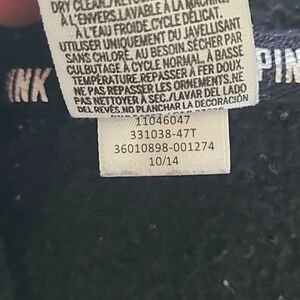 DRY CLEAN/RETOUR
À L'ENVERS.LAVABLE À LA MACHINE
À L'EAU FROIDE.CYCLE DÉLICAT.
UTILISER UNIQUEMENT DU JAVELLISANT
SANS CHLORE, AU BESOIN.SÉCHER PAR
CULBUTAGE À CYCLE NORMAL, À BASSE
TEMPÉRATURE.REPASSER À FER DOUX.
NE PAS REPASSER LES ORNEMENTS.NE
PAS NETTOYER À SEC/LAVAR DEL LADO
DEL REVÉS.NO PLANCHAR LA DECORACIÓN
INK
PIN
11046047
331038-47T
36010898-001274
10/14